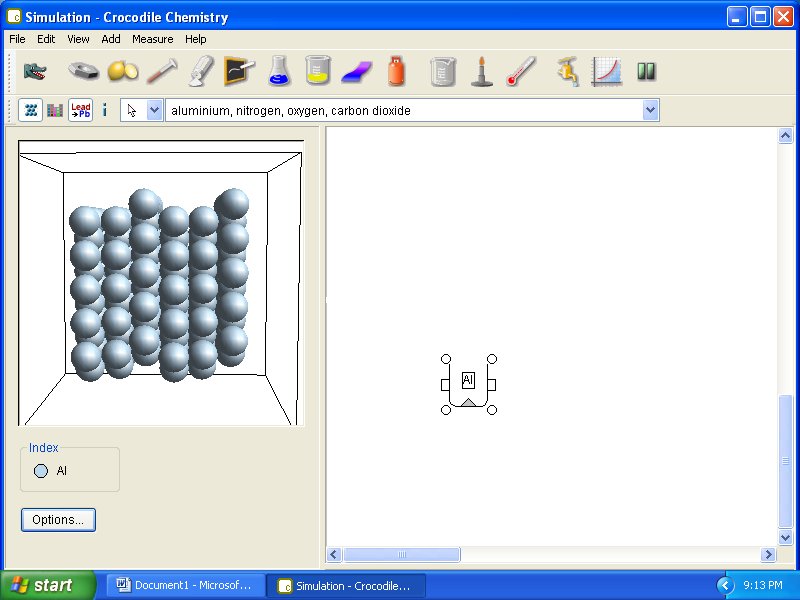 Simulation - Crocodile Chemistry
File Edit View Add Measure Help
Lead
→Pb
i
aluminium, nitrogen, oxygen, carbon dioxide
Al
Index
Al
Options...
start Document1 - Microsof... Simulation - Crocodile... 9:13 PM